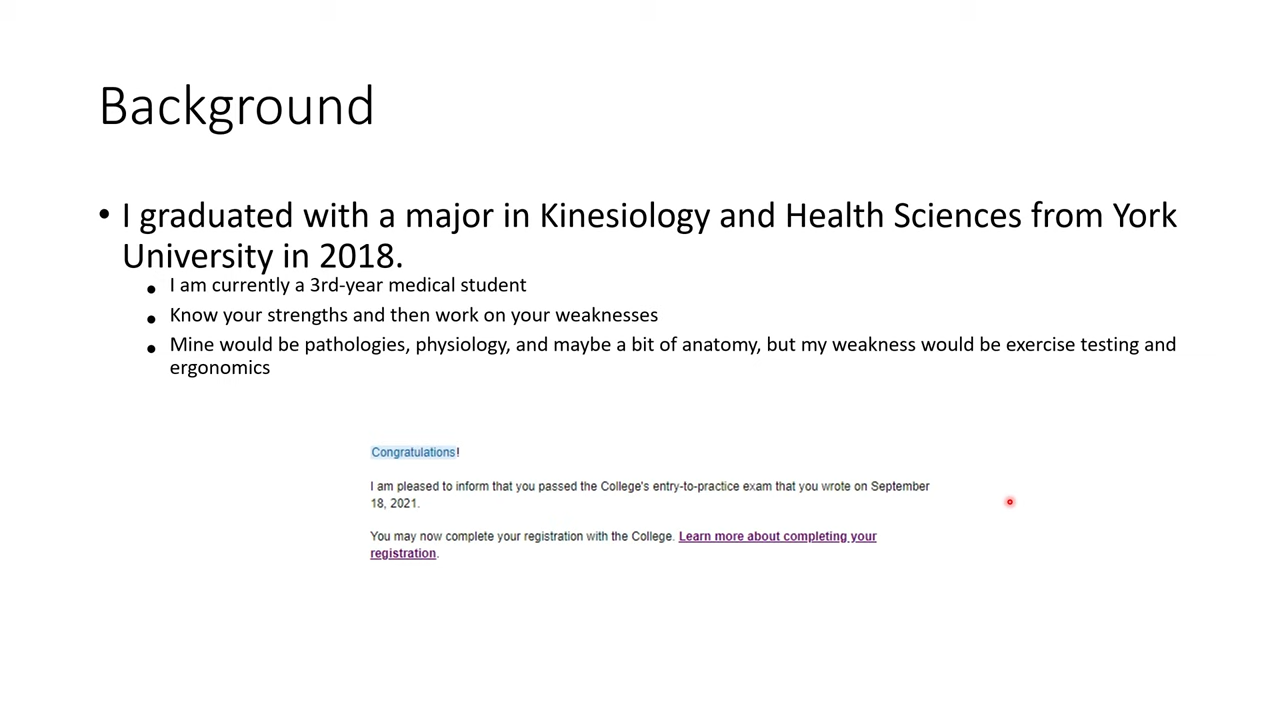 Background
• I graduated with a major in Kinesiology and Health Sciences from York
University in 2018.
• I am currently a 3rd-year medical student
• Know your strengths and then work on your weaknesses
• Mine would be pathologies, physiology, and maybe a bit of anatomy, but my weakness would be exercise testing and
ergonomics
Congratulations!
I am pleased to inform that you passed the College's entry-to-practice exam that you wrote on September
18, 2021.
You may now complete your registration with the College. Learn more about completing your
registration.